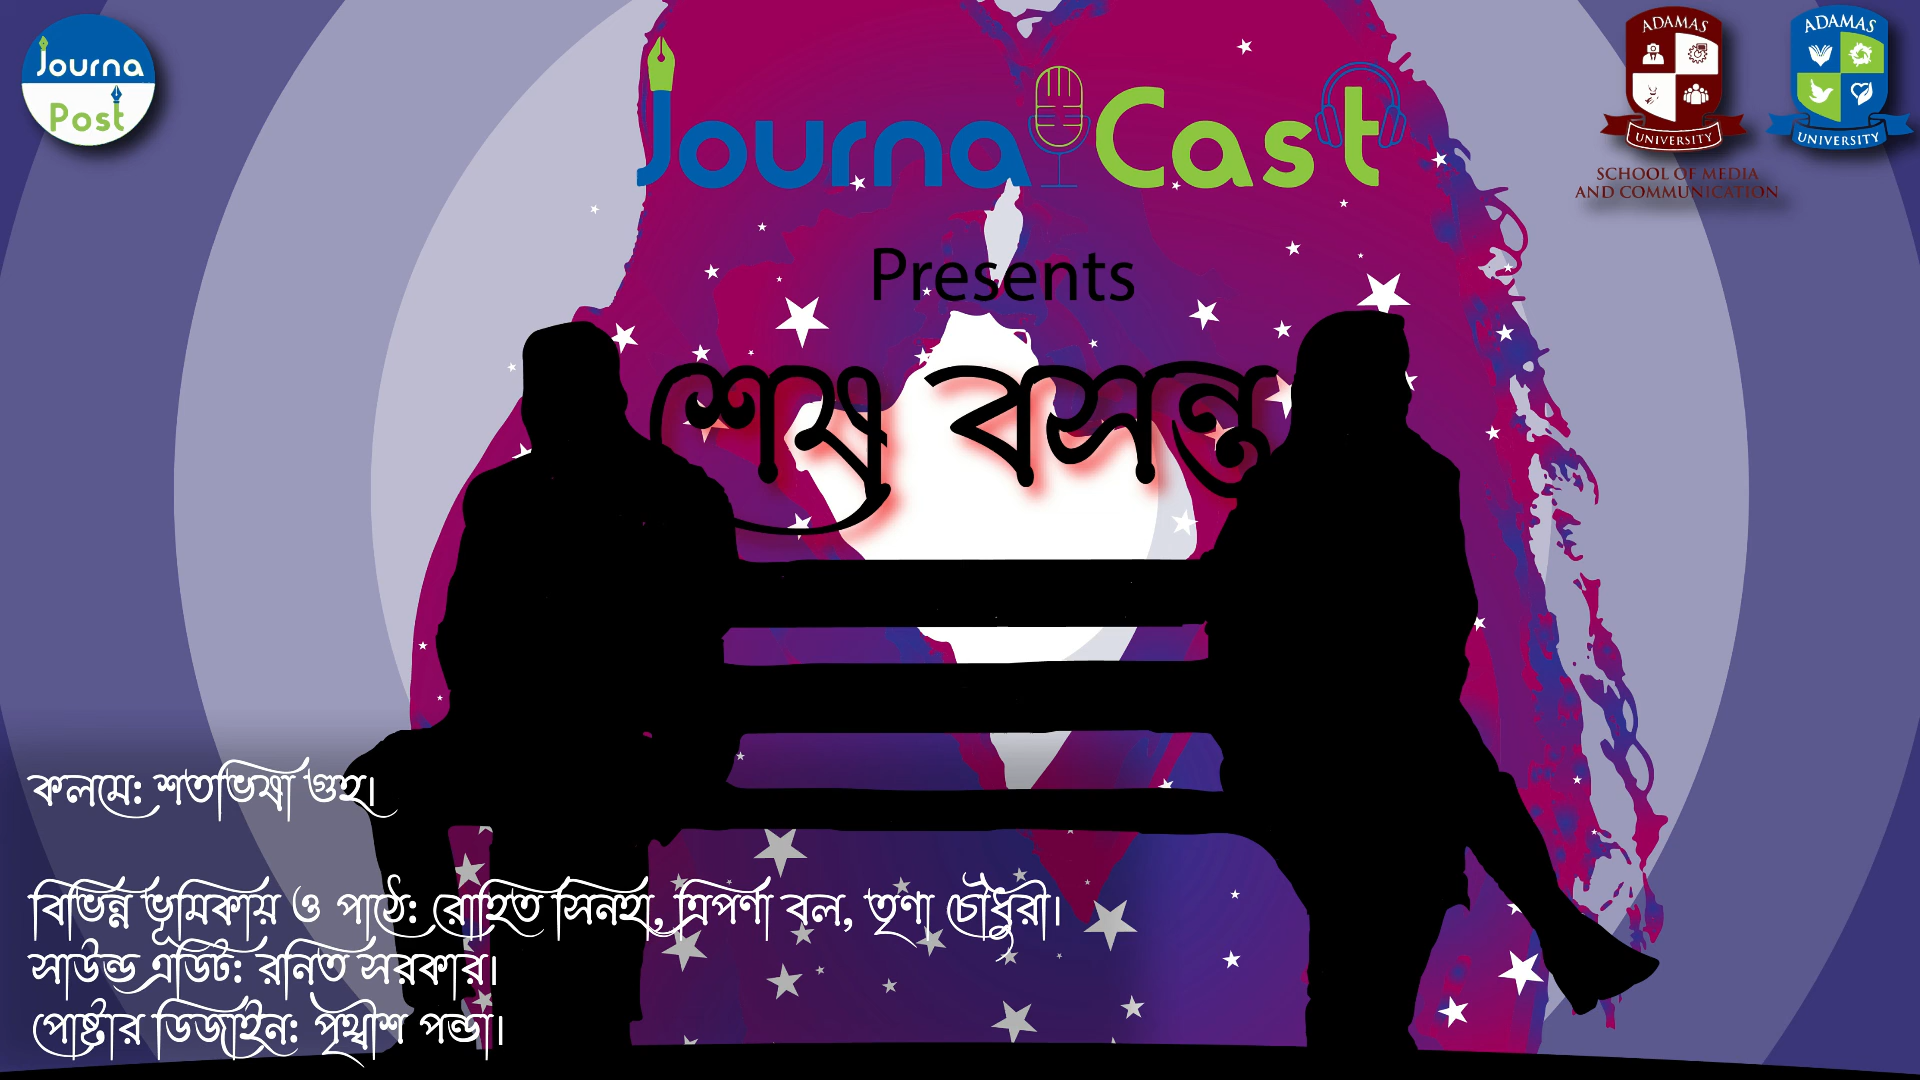 Journa
Post
Journa Cast
ADAMAS
UNIVERSITY
SCHOOL OF MEDIA
AND COMMUNICATION
ADAMAS
UNIVERSITY
Presents
শেষ বসন্ত
কলমে: শতভিষা গুহ।
বিভিন্ন ভূমিকায় ও পাঠে: রোহিত সিনহা, ত্রিপর্ণা বল, তৃণা চৌধুরী।
সাউন্ড এডিট: রনিত সরকার।
পোষ্টার ডিজাইন: পৃথ্বীশ পন্ডা।